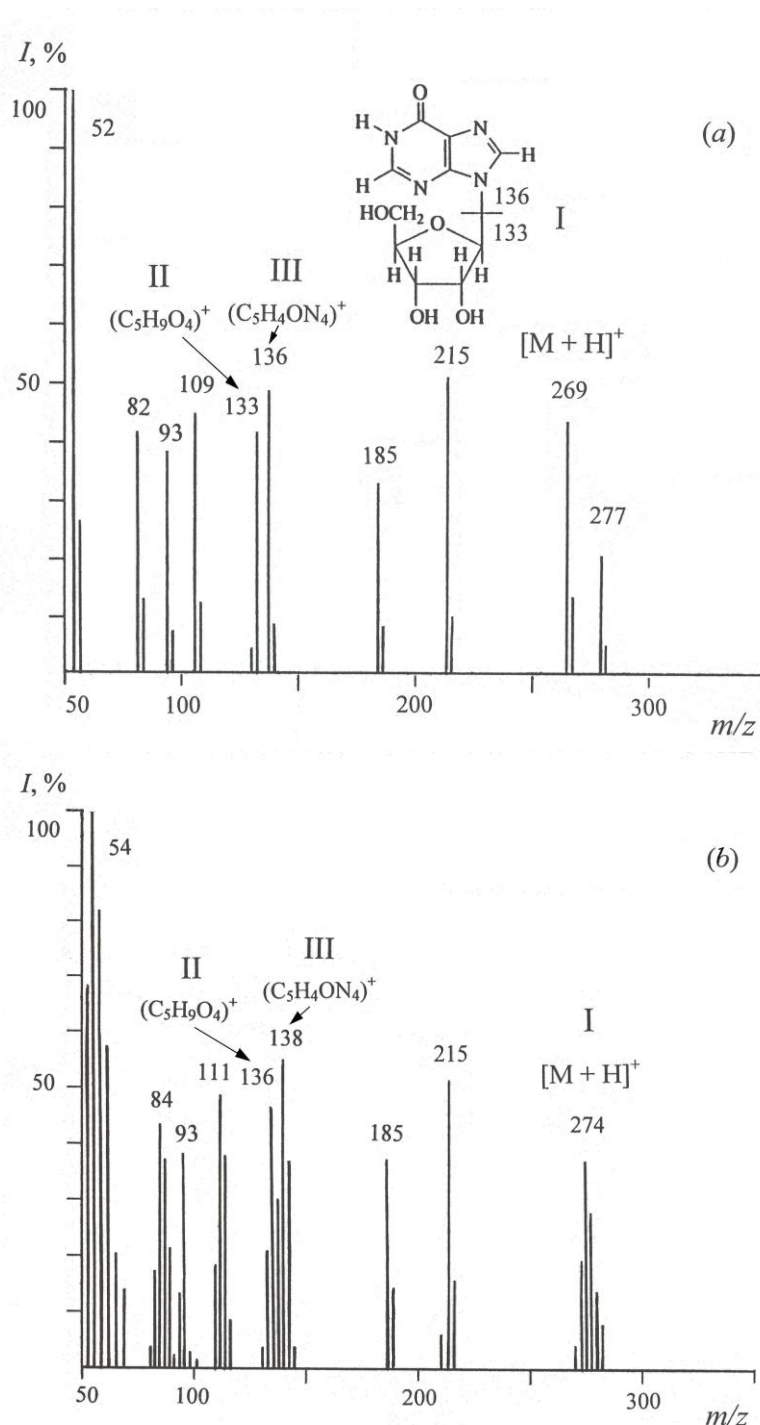 I, %
(a)
100
52
O
H
N
N
H
H
N
N
136
HOCH₂
O
I
133
II
III
H
H
H
H
(C₅H₉O₄)⁺
(C₅H₄ON₄)⁺
OH
OH
[M + H]⁺
136
215
50
109
269
82
133
93
185
277
50
100
200
300
m/z
I, %
100
54
(b)
III
II
(C₅H₄ON₄)⁺
I
(C₅H₉O₄)⁺
138
[M + H]⁺
215
50
111
136
84
93
185
274
50
100
200
300
m/z